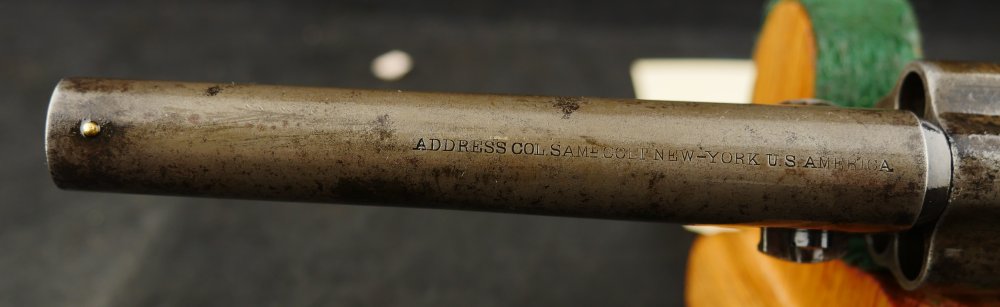 ADDRESS COL. SAML COLT NEW-YORK U.S. AMERICA